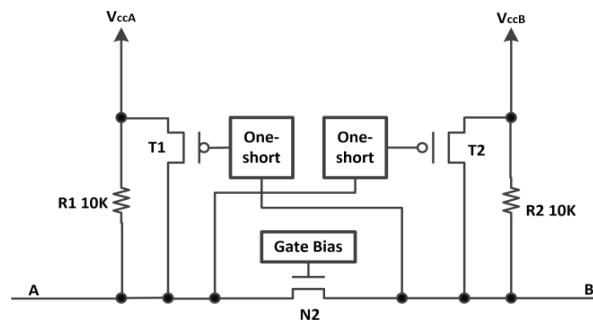 VccA
VccB
T1
One-
short
One-
short
T2
R1 10K
R2 10K
Gate Bias
A
B
N2